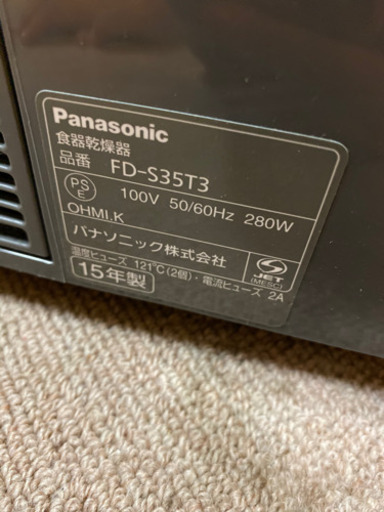 Panasonic
食器乾燥器
品番 FD-S35T3
PS E 100V 50/60Hz 280W
OHMI.K
パナソニック株式会社
S JET (MESC)
温度ヒューズ 121℃(2個)・電流ヒューズ 2A
15年製